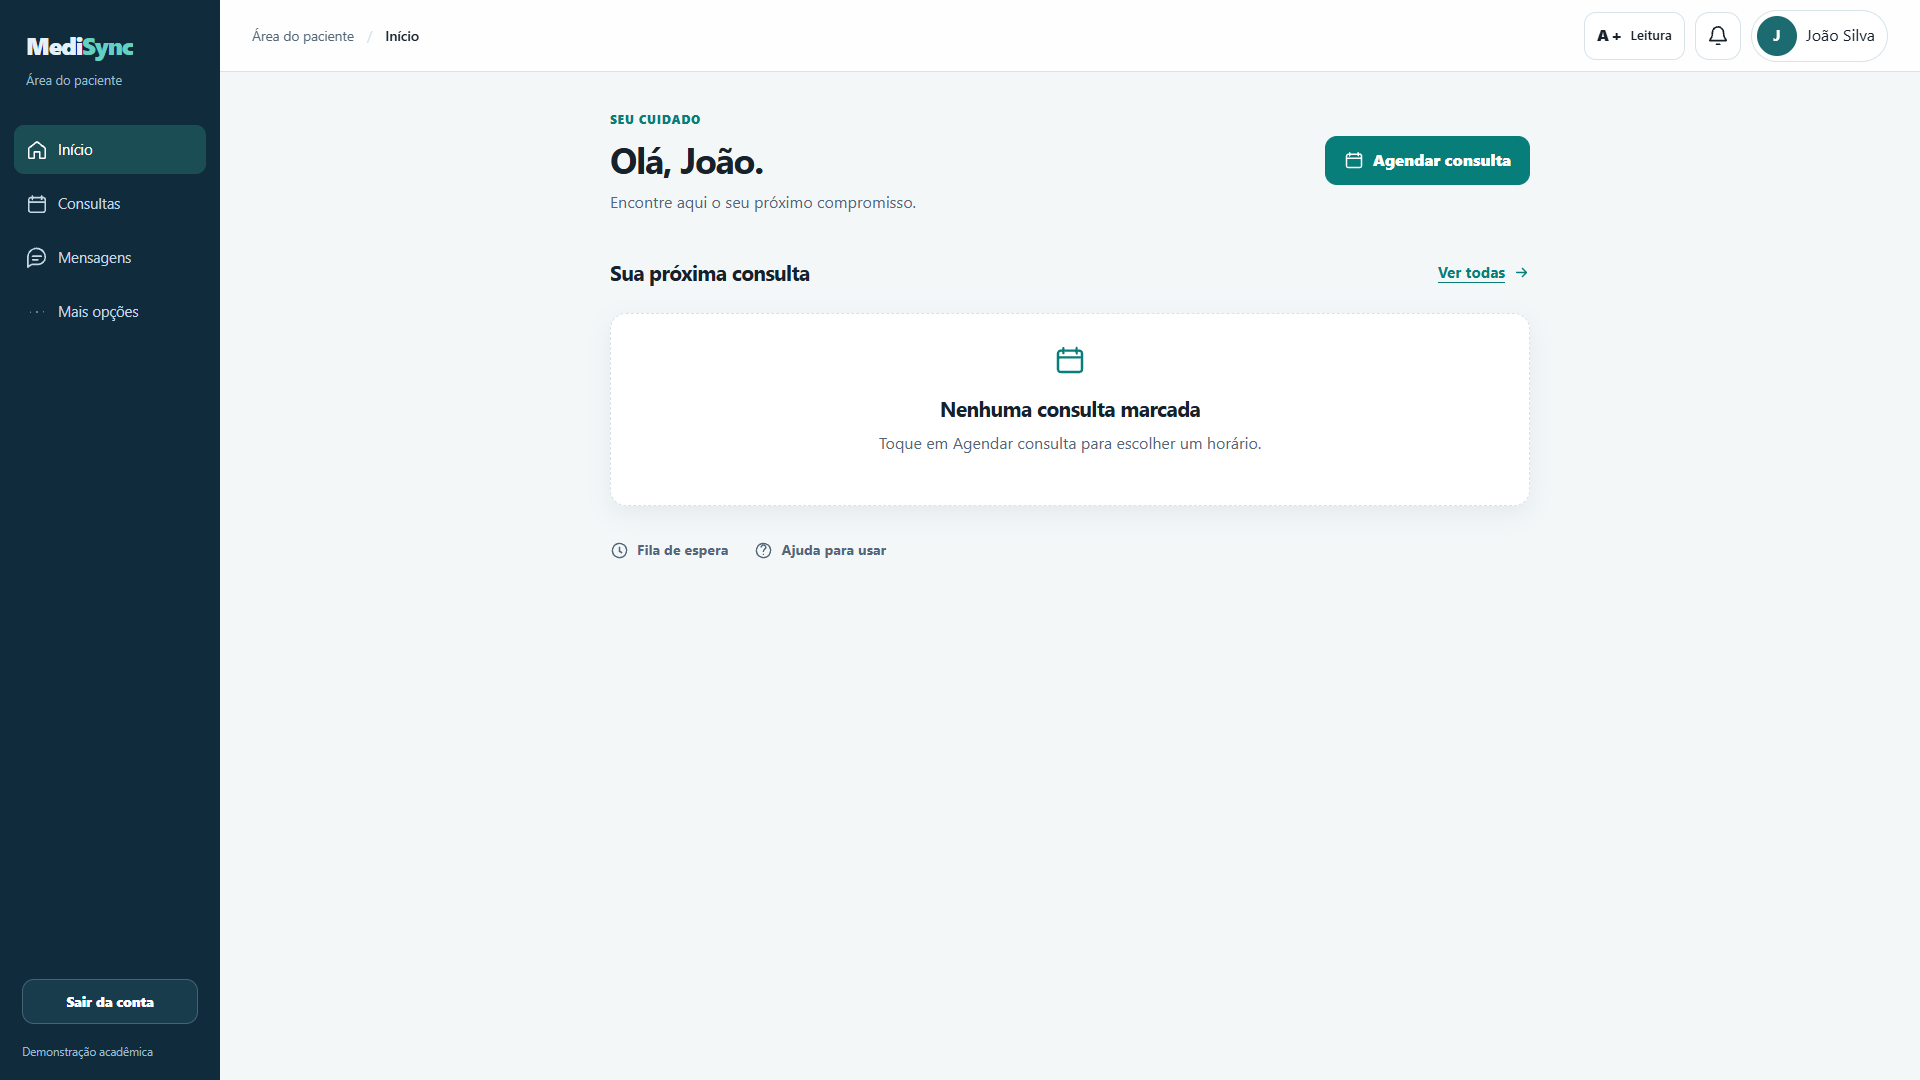 MediSync
Área do paciente
Início
Consultas
Mensagens
Mais opções
Sair da conta
Demonstração acadêmica
Área do paciente / Início
A+ Leitura
J João Silva
SEU CUIDADO
Olá, João.
Encontre aqui o seu próximo compromisso.
Agendar consulta
Sua próxima consulta
Ver todas →
Nenhuma consulta marcada
Toque em Agendar consulta para escolher um horário.
Fila de espera
Ajuda para usar